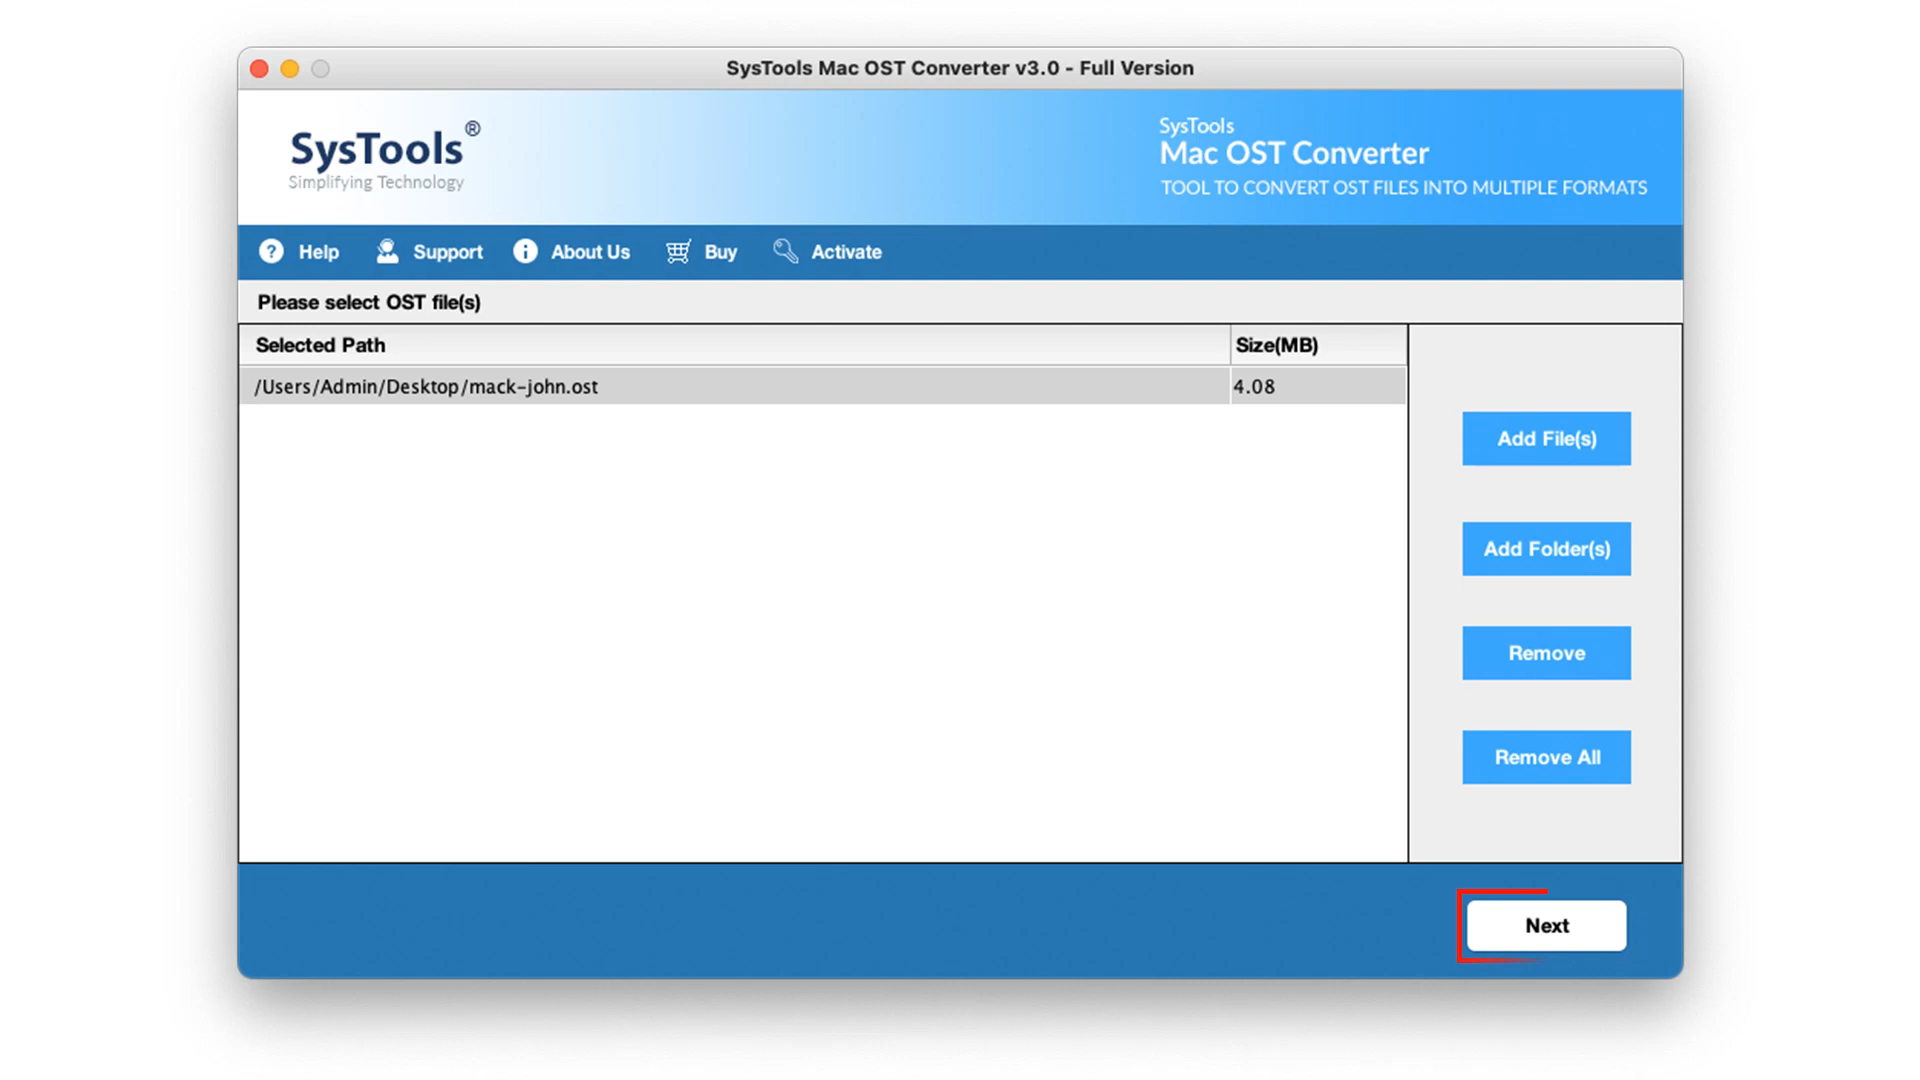 SysTools Mac OST Converter v3.0 - Full Version
SysTools®
Simplifying Technology
SysTools
Mac OST Converter
TOOL TO CONVERT OST FILES INTO MULTIPLE FORMATS
Help Support About Us Buy Activate
Please select OST file(s)
Selected Path Size(MB)
/Users/Admin/Desktop/mack-john.ost 4.08
Add File(s)
Add Folder(s)
Remove
Remove All
Next